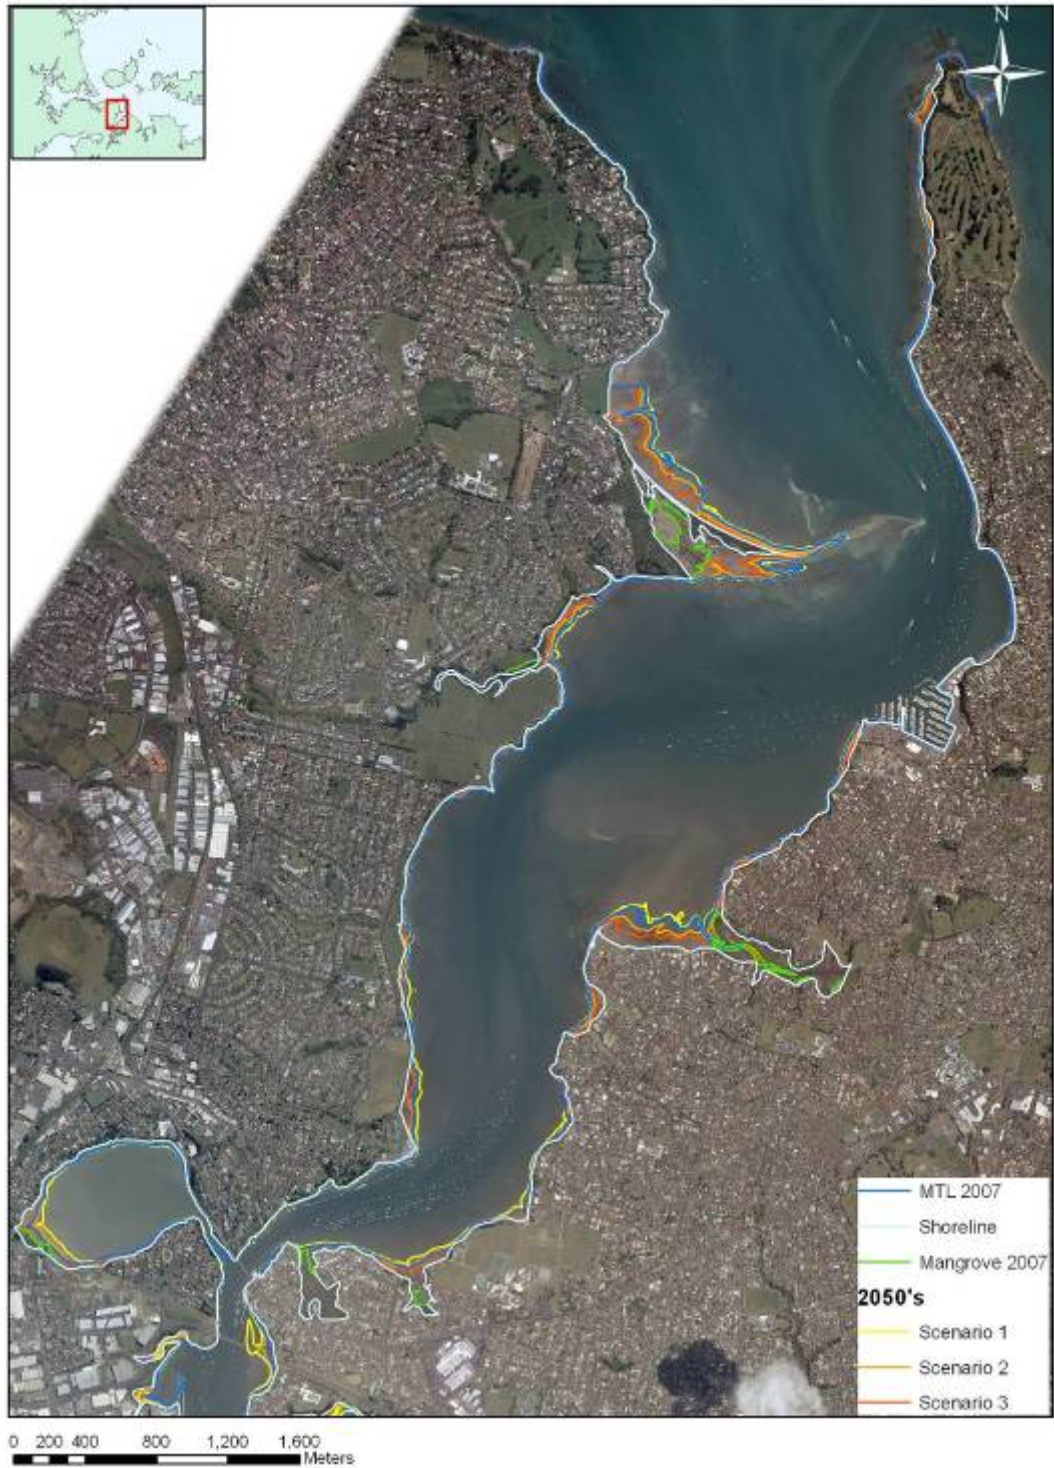 N
MTL 2007
Shoreline
Mangrove 2007
2050's
Scenario 1
Scenario 2
Scenario 3
0 200 400 800 1,200 1,600
Meters